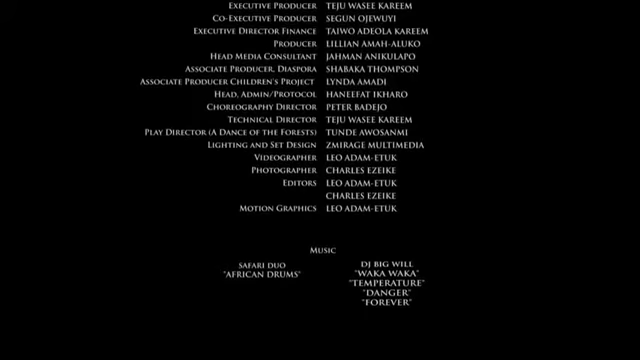 Executive Producer TEJU WASEE KAREEM
Co-Executive Producer SEGUN OJEWUYI
Executive Director Finance TAIWO ADEOLA KAREEM
Producer LILLIAN AMAH-ALUKO
Head Media Consultant JAHMAN ANIKULAPO
Associate Producer, Diaspora SHABAKA THOMPSON
Associate Producer Children's Project LYNDA AMADI
Head, Admin/Protocol HANEEFAT IKHARO
Choreography Director PETER BADEJO
Technical Director TEJU WASEE KAREEM
Play Director (A Dance of the Forests) TUNDE AWOSANMI
Lighting and Set Design ZMIRAGE MULTIMEDIA
Videographer LEO ADAM-ETUK
Photographer CHARLES EZEIKE
Editors LEO ADAM-ETUK
CHARLES EZEIKE
Motion Graphics LEO ADAM-ETUK
Music
SAFARI DUO
"AFRICAN DRUMS"
DJ BIG WILL
"WAKA WAKA"
"TEMPERATURE"
"DANGER"
"FOREVER"